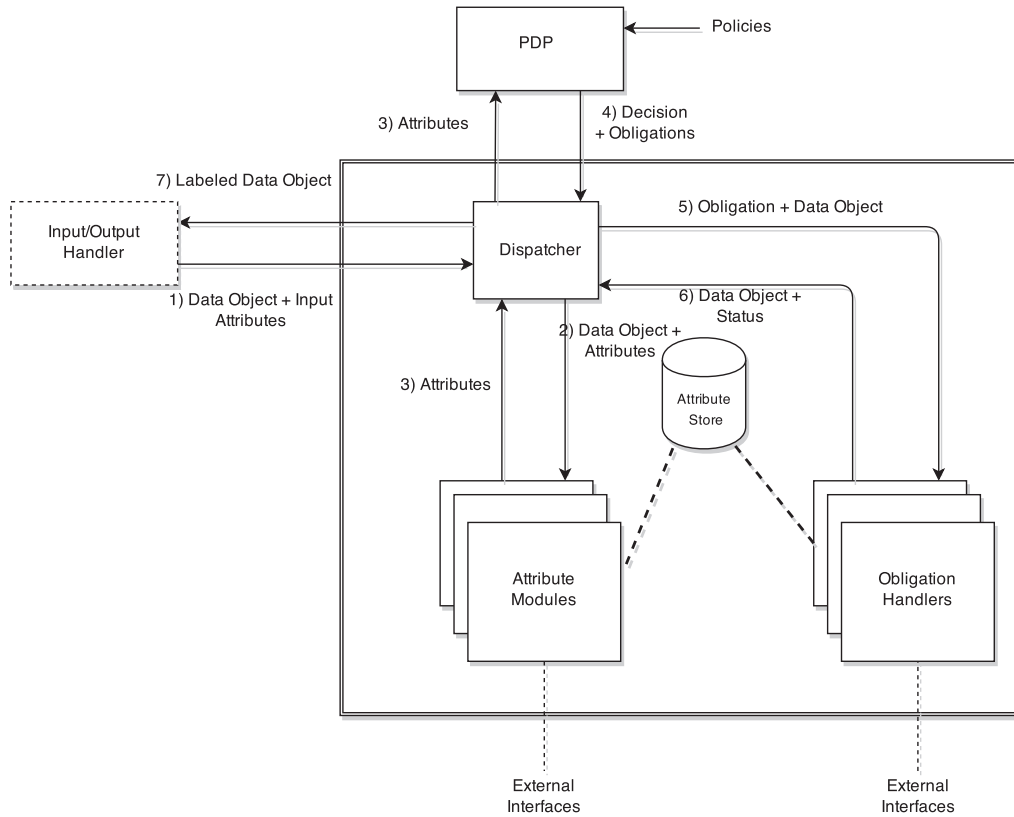 PDP
Policies
3) Attributes
4) Decision
+ Obligations
7) Labeled Data Object
Input/Output
Handler
Dispatcher
5) Obligation + Data Object
1) Data Object + Input
Attributes
6) Data Object +
Status
2) Data Object +
Attributes
3) Attributes
Attribute
Store
Attribute
Modules
Obligation
Handlers
External
Interfaces
External
Interfaces